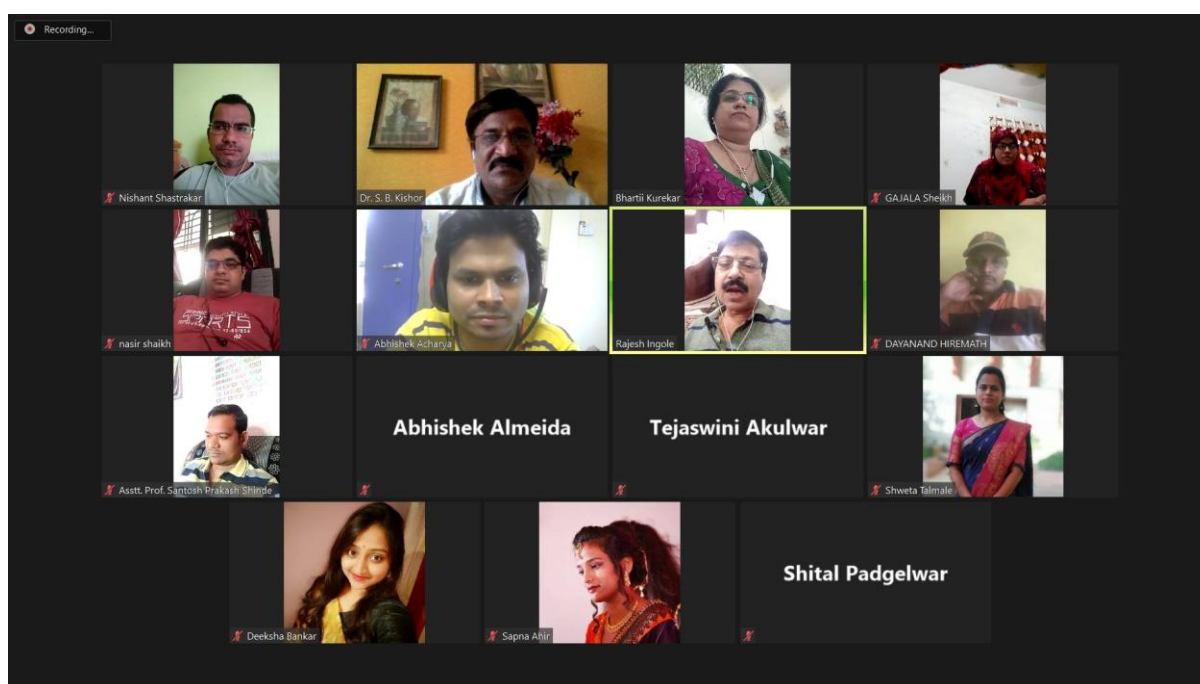 Recording...
Nishant Shastrakar
Dr. S. B. Kishor
Bhartii Kurekar
GAJALA Sheikh
nasir shaikh
SPORTS
Abhishek Acharya
Rajesh Ingole
DAYANAND HIREMATH
Asstt. Prof. Santosh Prakash Shinde
Abhishek Almeida
Tejaswini Akulwar
Shweta Talmale
Deeksha Bankar
Sapna Ahir
Shital Padgelwar